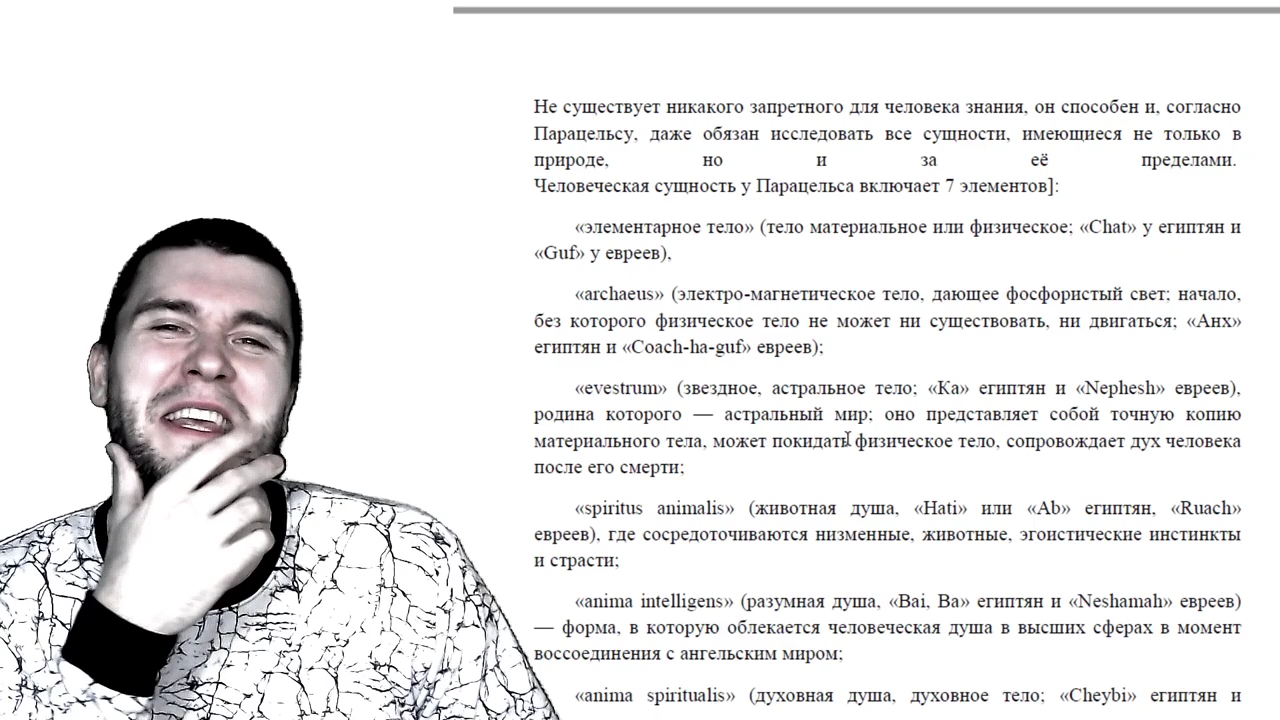 Не существует никакого запретного для человека знания, он способен и, согласно
Парацельсу, даже обязан исследовать все сущности, имеющиеся не только в
природе, но и за её пределами.
Человеческая сущность у Парацельса включает 7 элементов]:
«элементарное тело» (тело материальное или физическое; «Chat» у египтян и
«Guf» у евреев),
«archaeus» (электро-магнетическое тело, дающее фосфористый свет; начало,
без которого физическое тело не может ни существовать, ни двигаться; «Анх»
египтян и «Coach-ha-guf» евреев);
«evestrum» (звездное, астральное тело; «Ка» египтян и «Nephesh» евреев),
родина которого — астральный мир; оно представляет собой точную копию
материального тела, может покидать физическое тело, сопровождает дух человека
после его смерти;
«spiritus animalis» (животная душа, «Hati» или «Ab» египтян, «Ruach»
евреев), где сосредоточиваются низменные, животные, эгоистические инстинкты
и страсти;
«anima intelligens» (разумная душа, «Bai, Ba» египтян и «Neshamah» евреев)
— форма, в которую облекается человеческая душа в высших сферах в момент
воссоединения с ангельским миром;
«anima spiritualis» (духовная душа, духовное тело; «Cheybi» египтян и